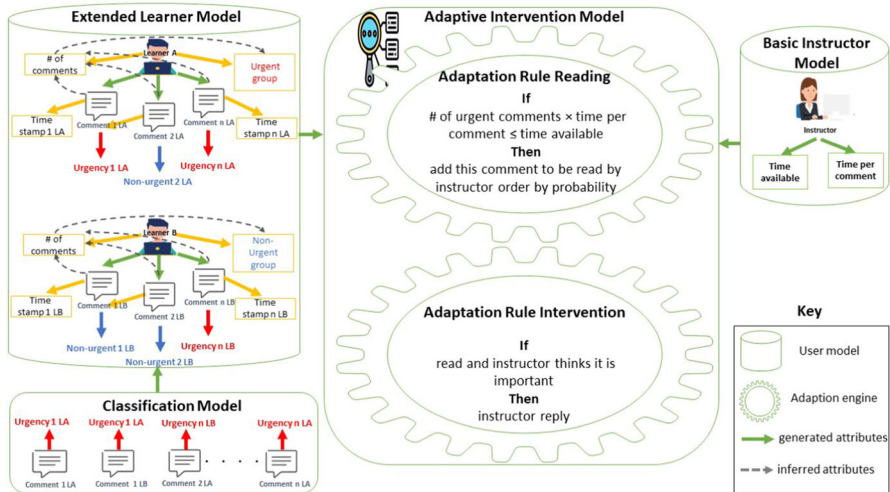 Extended Learner Model
Learner A
# of
comments
Urgent
group
Time
stamp 1 LA
Comment 1 LA
Comment 2 LA
Comment n LA
Time
stamp n LA
Urgency 1 LA
Non-urgent 2 LA
Urgency n LA
Learner B
# of
comments
Non-
Urgent
group
Time
stamp 1 LB
Comment 1 LB
Comment 2 LB
Comment n LB
Time
stamp n LB
Non-urgent 1 LB
Non-urgent 2 LB
Urgency n LB
Classification Model
Urgency 1 LA
Urgency 1 LA
Urgency n LB
Urgency n LA
. . . .
Comment 1 LA
Comment 1 LB
Comment 2 LA
Comment n LA
Adaptive Intervention Model
Adaptation Rule Reading
If
# of urgent comments × time per
comment ≤ time available
Then
add this comment to be read by
instructor order by probability
Adaptation Rule Intervention
If
read and instructor thinks it is
important
Then
instructor reply
Basic Instructor
Model
Instructor
Time
available
Time per
comment
Key
User model
Adaption engine
generated attributes
inferred attributes